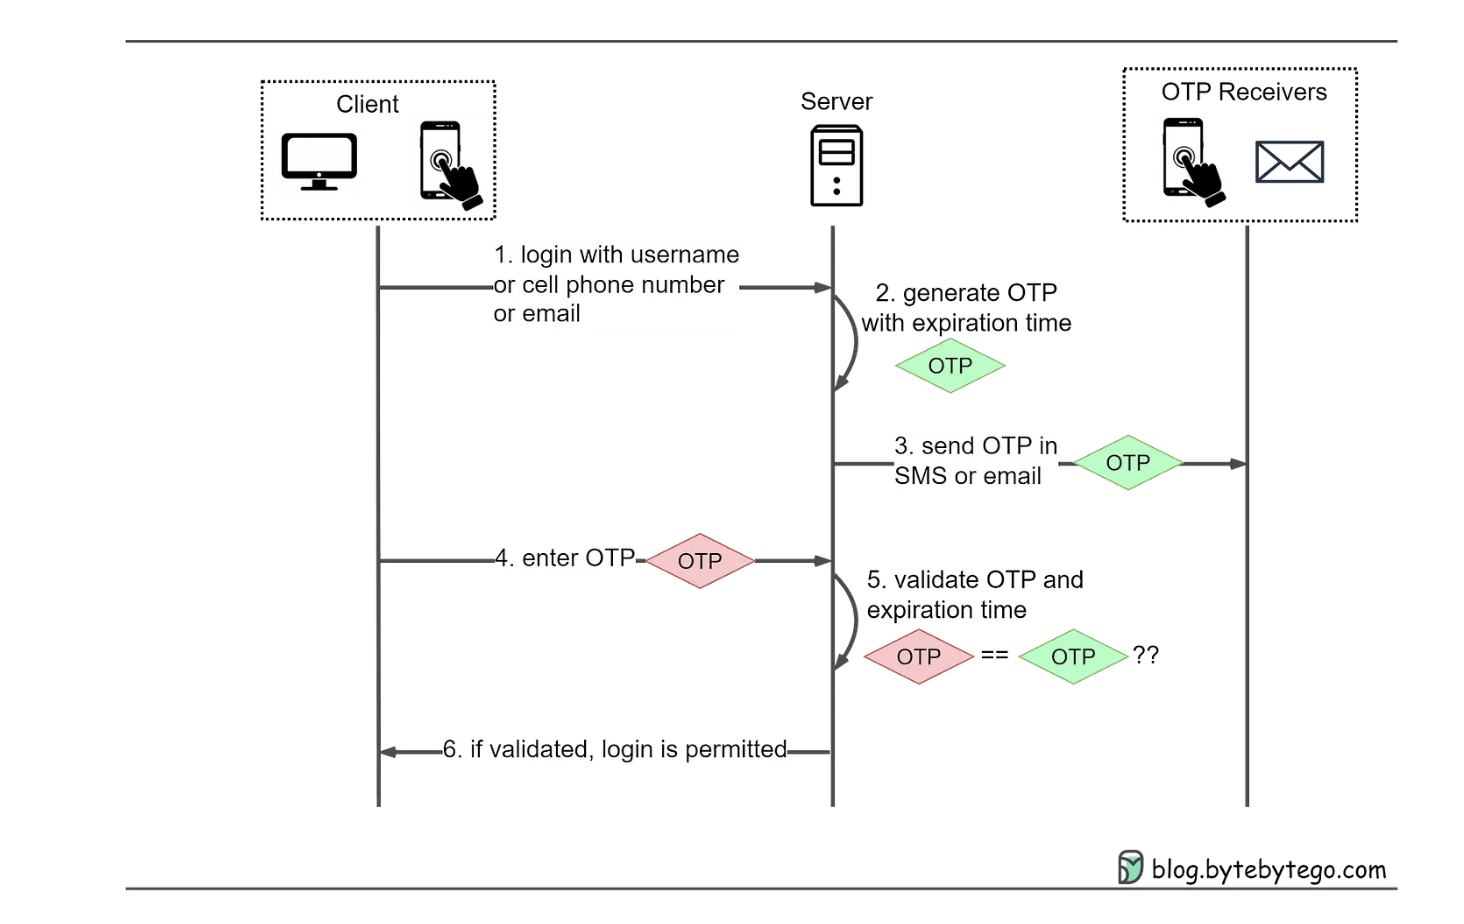 Client
Server
OTP Receivers
1. login with username
or cell phone number
or email
2. generate OTP
with expiration time
OTP
3. send OTP in
SMS or email
OTP
4. enter OTP
OTP
5. validate OTP and
expiration time
OTP == OTP ??
6. if validated, login is permitted
blog.bytebytego.com